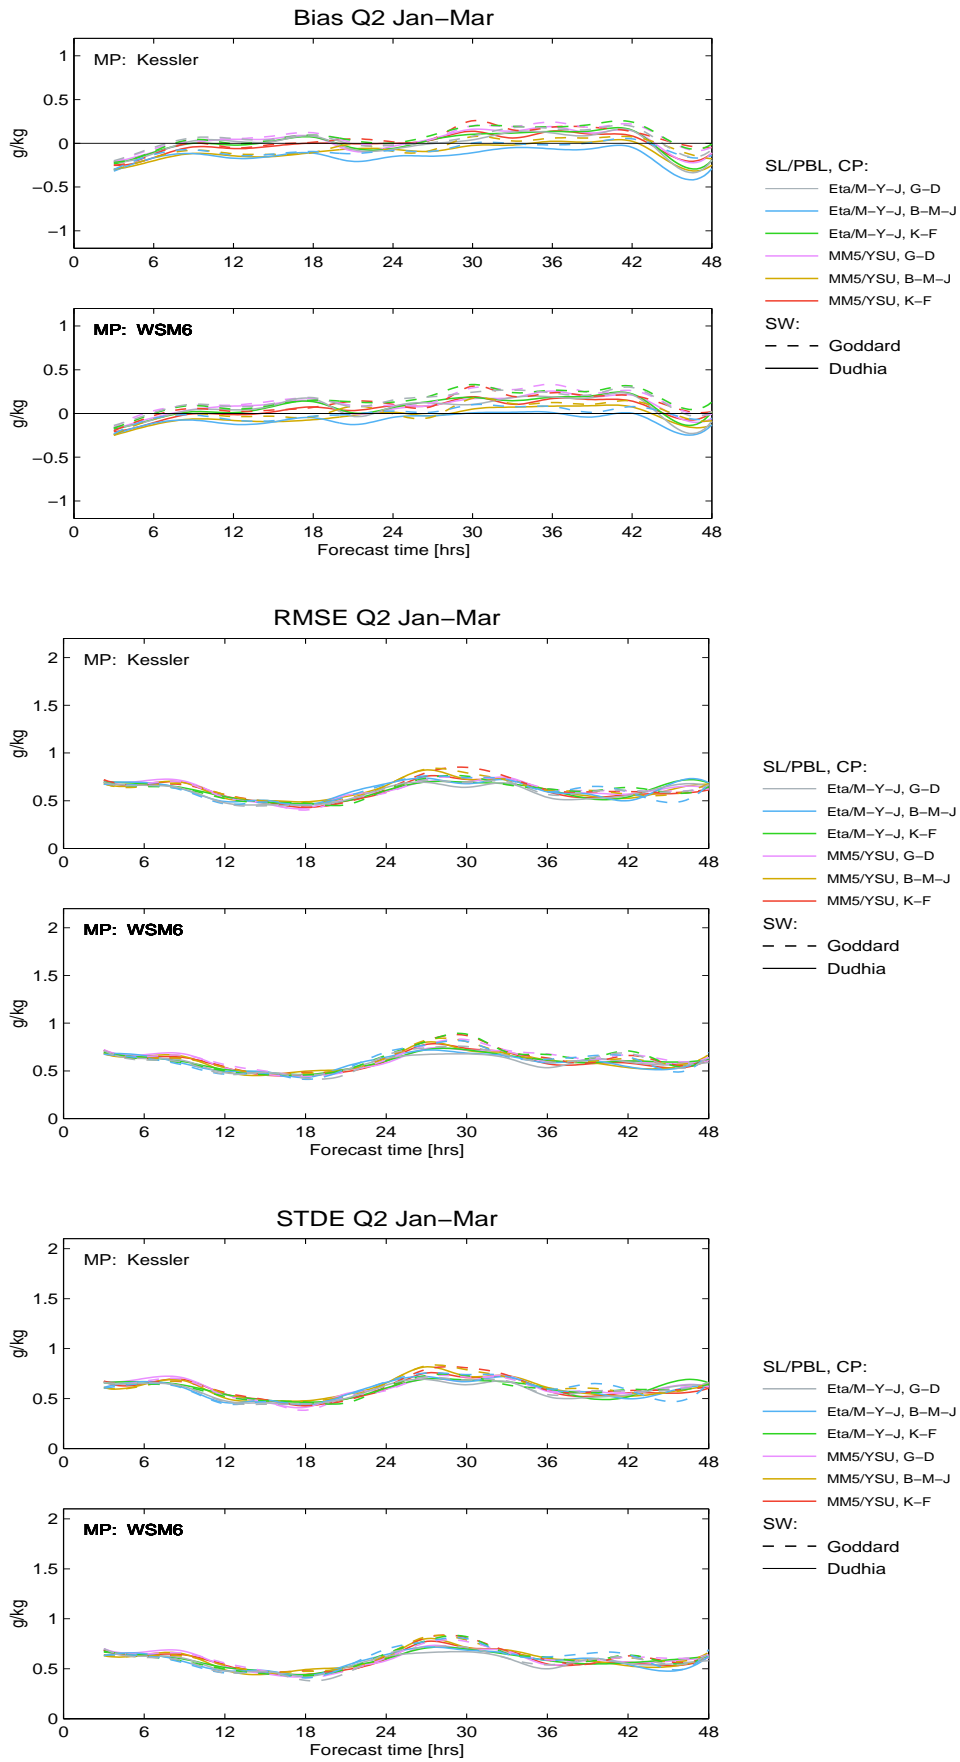 Bias Q2 Jan−Mar
MP: Kessler
1
0.5
0
−0.5
−1
g/kg
0 6 12 18 24 30 36 42 48
MP: WSM6
1
0.5
0
−0.5
−1
g/kg
0 6 12 18 24 30 36 42 48
Forecast time [hrs]
SL/PBL, CP:
Eta/M−Y−J, G−D
Eta/M−Y−J, B−M−J
Eta/M−Y−J, K−F
MM5/YSU, G−D
MM5/YSU, B−M−J
MM5/YSU, K−F
SW:
Goddard
Dudhia
RMSE Q2 Jan−Mar
MP: Kessler
2
1.5
1
0.5
0
g/kg
0 6 12 18 24 30 36 42 48
MP: WSM6
2
1.5
1
0.5
0
g/kg
0 6 12 18 24 30 36 42 48
Forecast time [hrs]
SL/PBL, CP:
Eta/M−Y−J, G−D
Eta/M−Y−J, B−M−J
Eta/M−Y−J, K−F
MM5/YSU, G−D
MM5/YSU, B−M−J
MM5/YSU, K−F
SW:
Goddard
Dudhia
STDE Q2 Jan−Mar
MP: Kessler
2
1.5
1
0.5
0
g/kg
0 6 12 18 24 30 36 42 48
MP: WSM6
2
1.5
1
0.5
0
g/kg
0 6 12 18 24 30 36 42 48
Forecast time [hrs]
SL/PBL, CP:
Eta/M−Y−J, G−D
Eta/M−Y−J, B−M−J
Eta/M−Y−J, K−F
MM5/YSU, G−D
MM5/YSU, B−M−J
MM5/YSU, K−F
SW:
Goddard
Dudhia